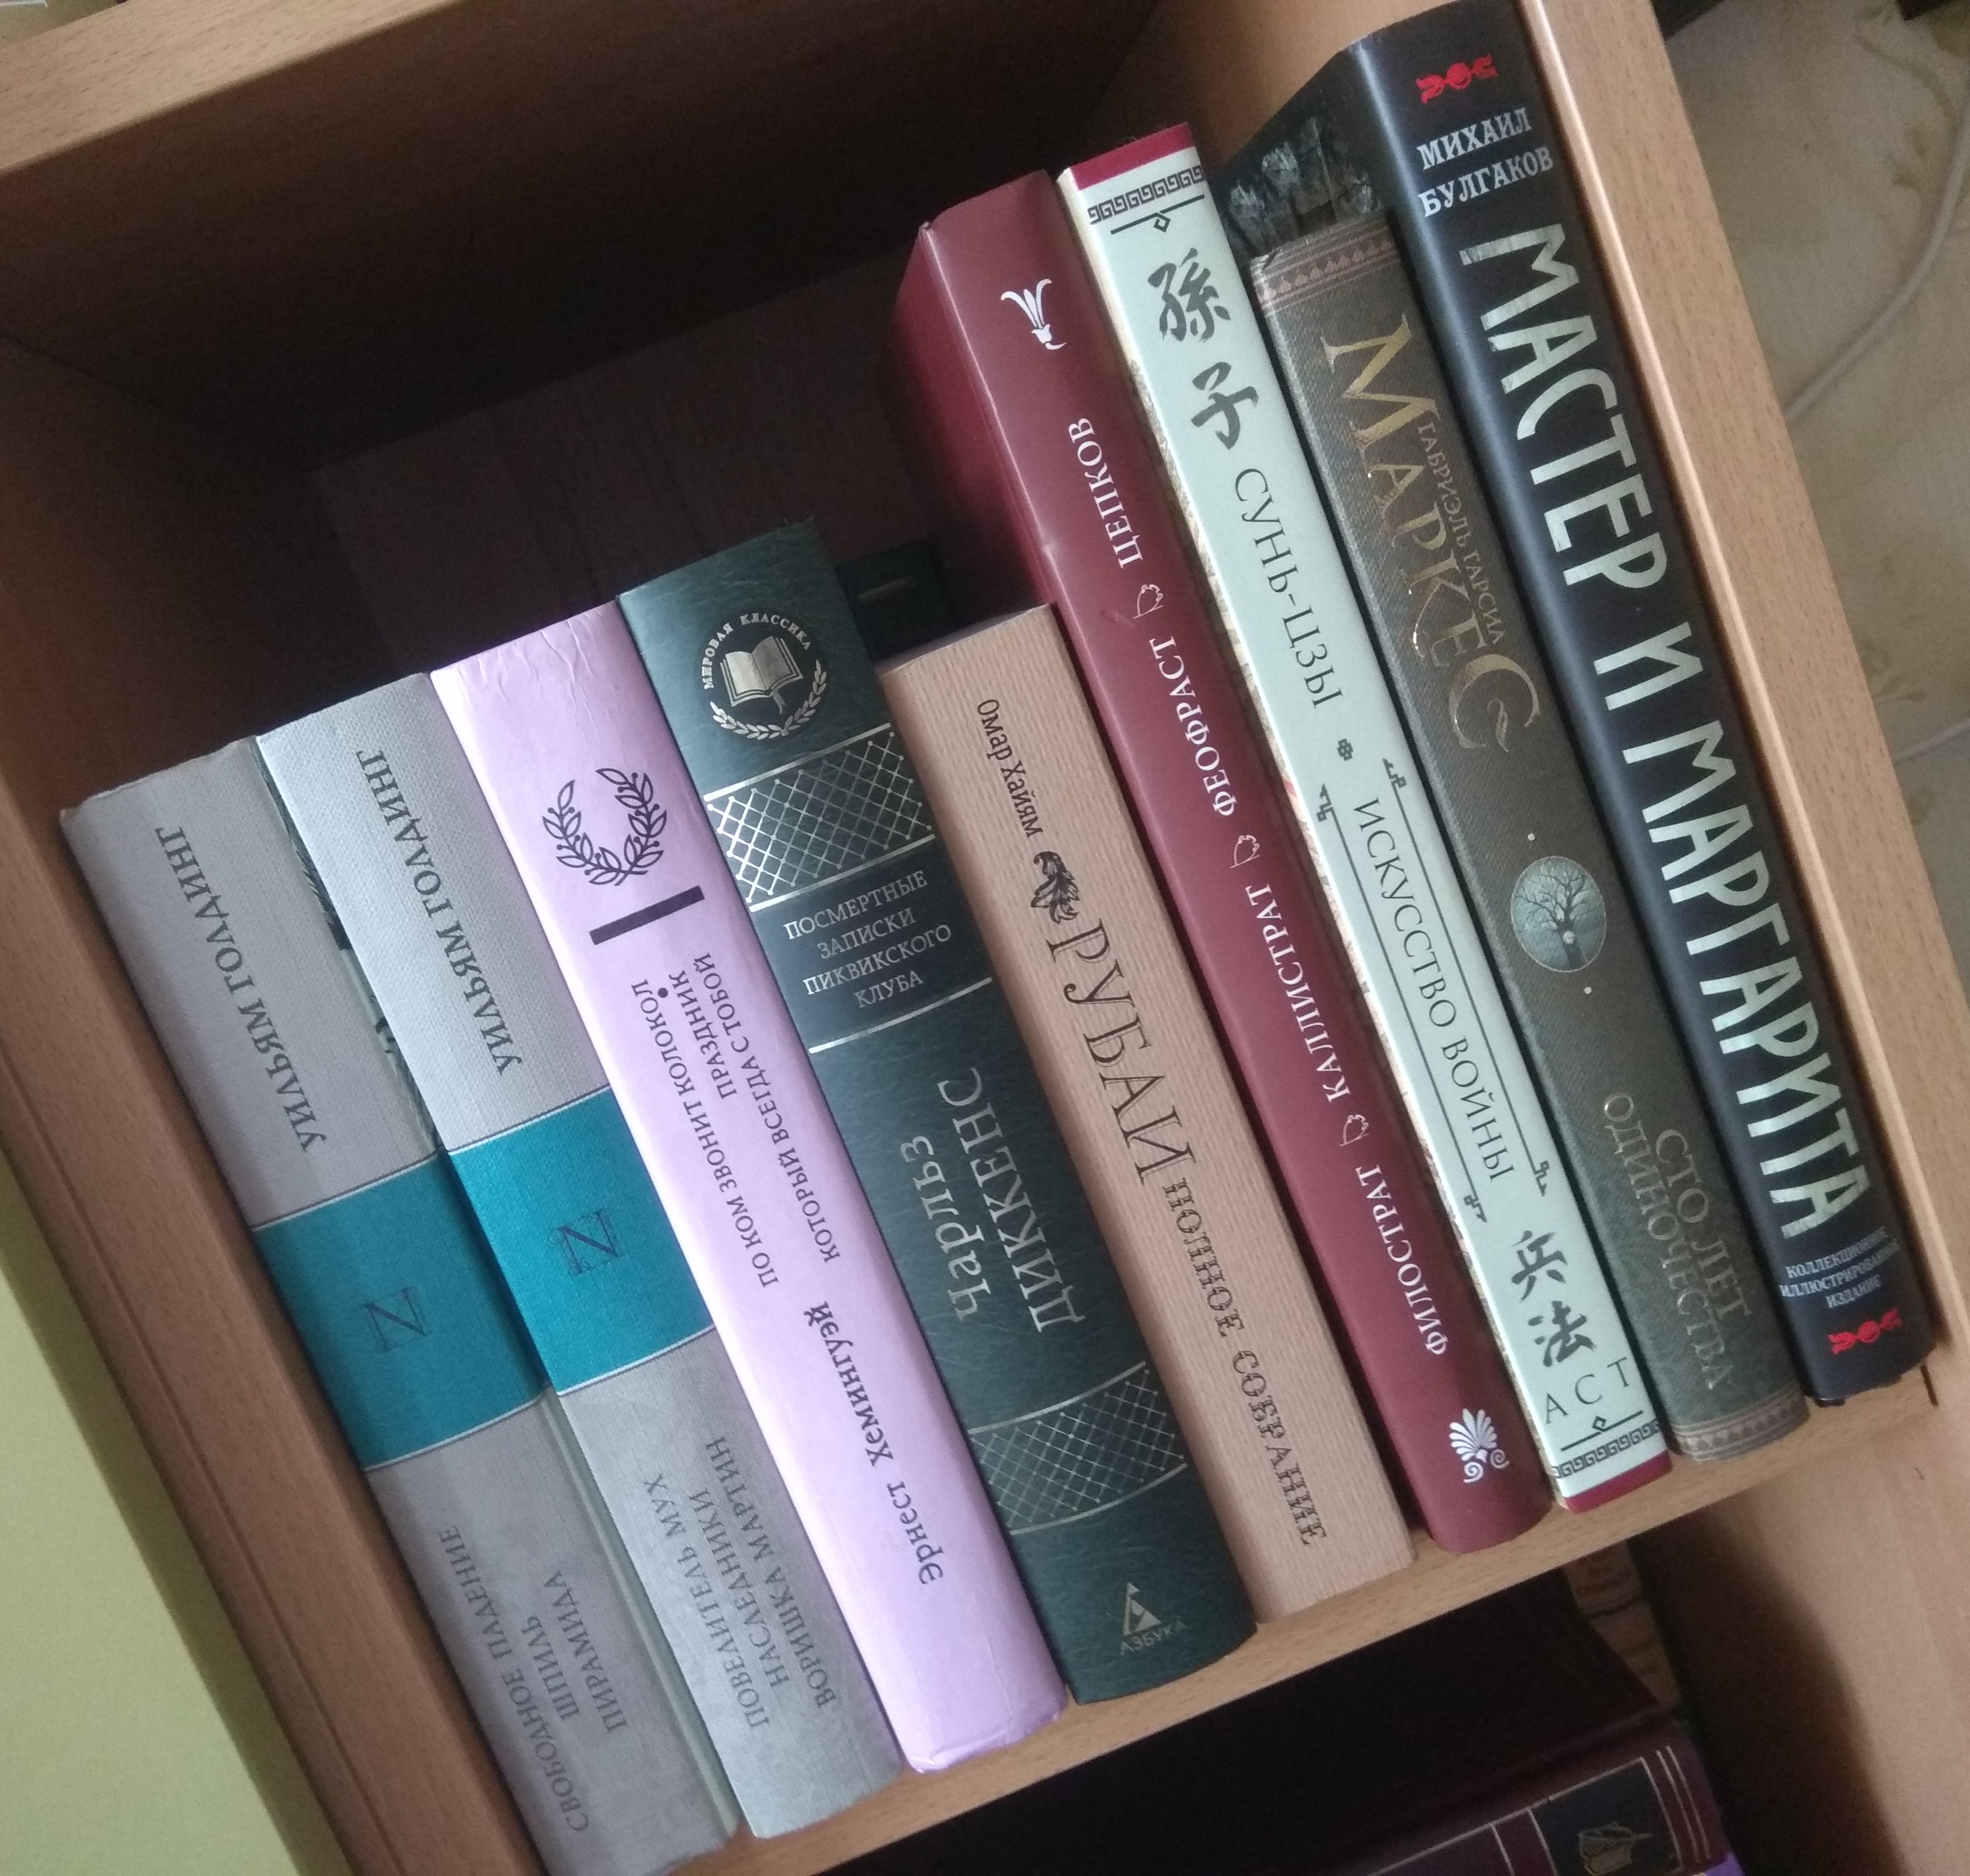 УИЛЬЯМ ГОЛДИНГ
N
СВОБОДНОЕ ПАДЕНИЕ
ШПИЛЬ
ПИРАМИДА
УИЛЬЯМ ГОЛДИНГ
N
ПОВЕЛИТЕЛЬ МУХ
НАСЛЕДНИКИ
ВОРИШКА МАРТИН
Эрнест Хемингуэй
ПО КОМ ЗВОНИТ КОЛОКОЛ
•
ПРАЗДНИК
КОТОРЫЙ ВСЕГДА С ТОБОЙ
МИРОВАЯ КЛАССИКА
ПОСМЕРТНЫЕ
ЗАПИСКИ
ПИКВИКСКОГО
КЛУБА
ЧАРЛЬЗ
ДИККЕНС
АЗБУКА
Омар Хайям
РУБАИ
ПОЛНОЕ СОБРАНИЕ
ФИЛОСТРАТ КАЛЛИСТРАТ ФЕОФРАСТ ЦЕПКОВ
孫子
СУНЬ-ЦЗЫ
ИСКУССТВО ВОЙНЫ
兵法
АСТ
ГАБРИЭЛЬ ГАРСИА
МАРКЕС
СТО ЛЕТ
ОДИНОЧЕСТВА
МИХАИЛ
БУЛГАКОВ
МАСТЕР И МАРГАРИТА
КОЛЛЕКЦИОННОЕ
ИЛЛЮСТРИРОВАННОЕ
ИЗДАНИЕ